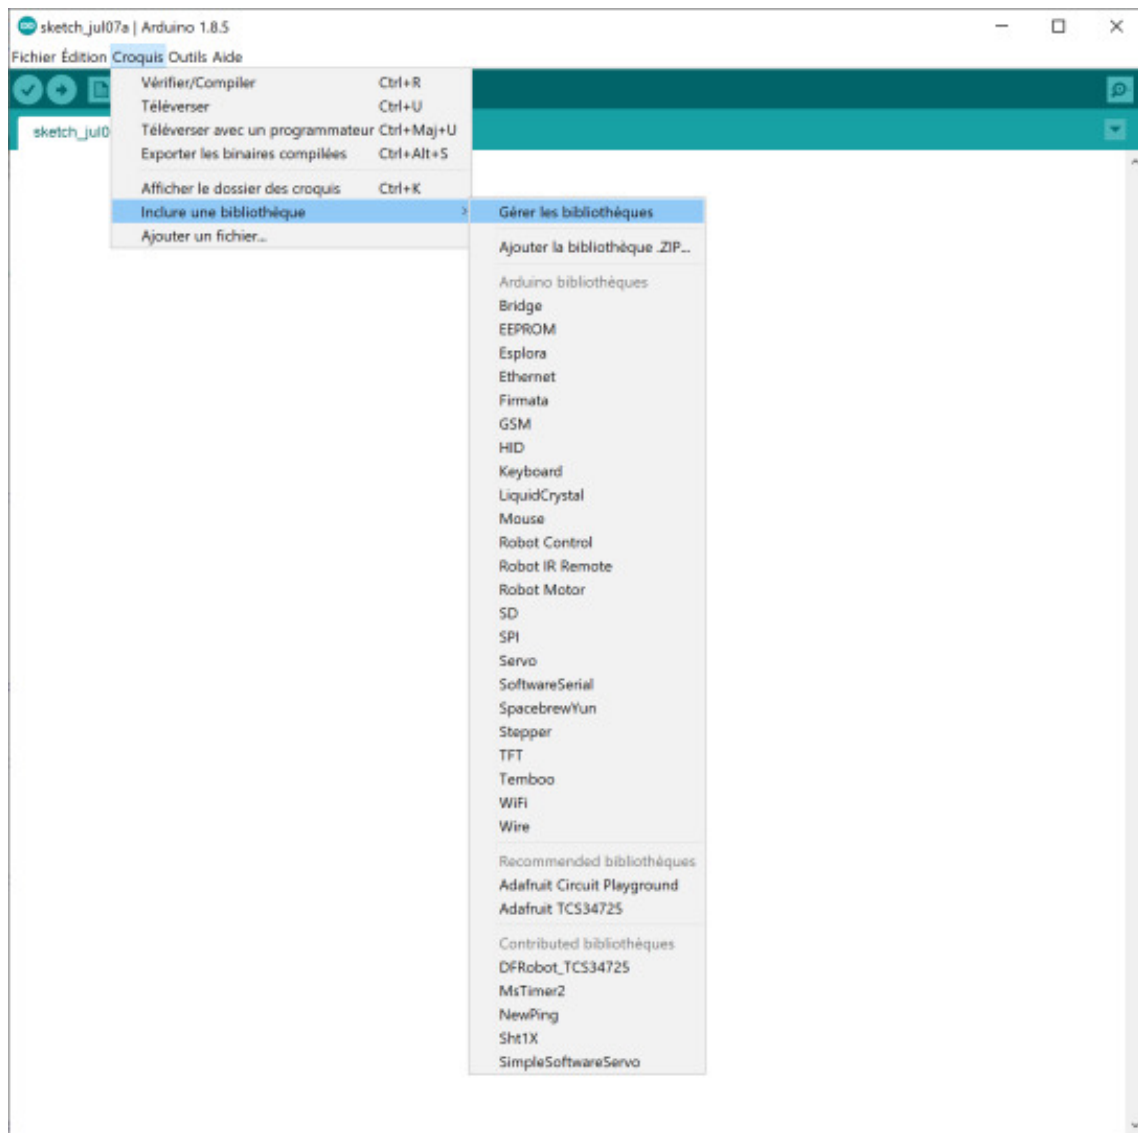 sketch_jul07a | Arduino 1.8.5
Fichier Édition Croquis Outils Aide
sketch_jul0
Vérifier/Compiler Ctrl+R
Téléverser Ctrl+U
Téléverser avec un programmateur Ctrl+Maj+U
Exporter les binaires compilées Ctrl+Alt+S
Afficher le dossier des croquis Ctrl+K
Inclure une bibliothèque
Ajouter un fichier...
Gérer les bibliothèques
Ajouter la bibliothèque .ZIP...
Arduino bibliothèques
Bridge
EEPROM
Esplora
Ethernet
Firmata
GSM
HID
Keyboard
LiquidCrystal
Mouse
Robot Control
Robot IR Remote
Robot Motor
SD
SPI
Servo
SoftwareSerial
SpacebrewYun
Stepper
TFT
Temboo
WiFi
Wire
Recommended bibliothèques
Adafruit Circuit Playground
Adafruit TCS34725
Contributed bibliothèques
DFRobot_TCS34725
MsTimer2
NewPing
Sht1X
SimpleSoftwareServo